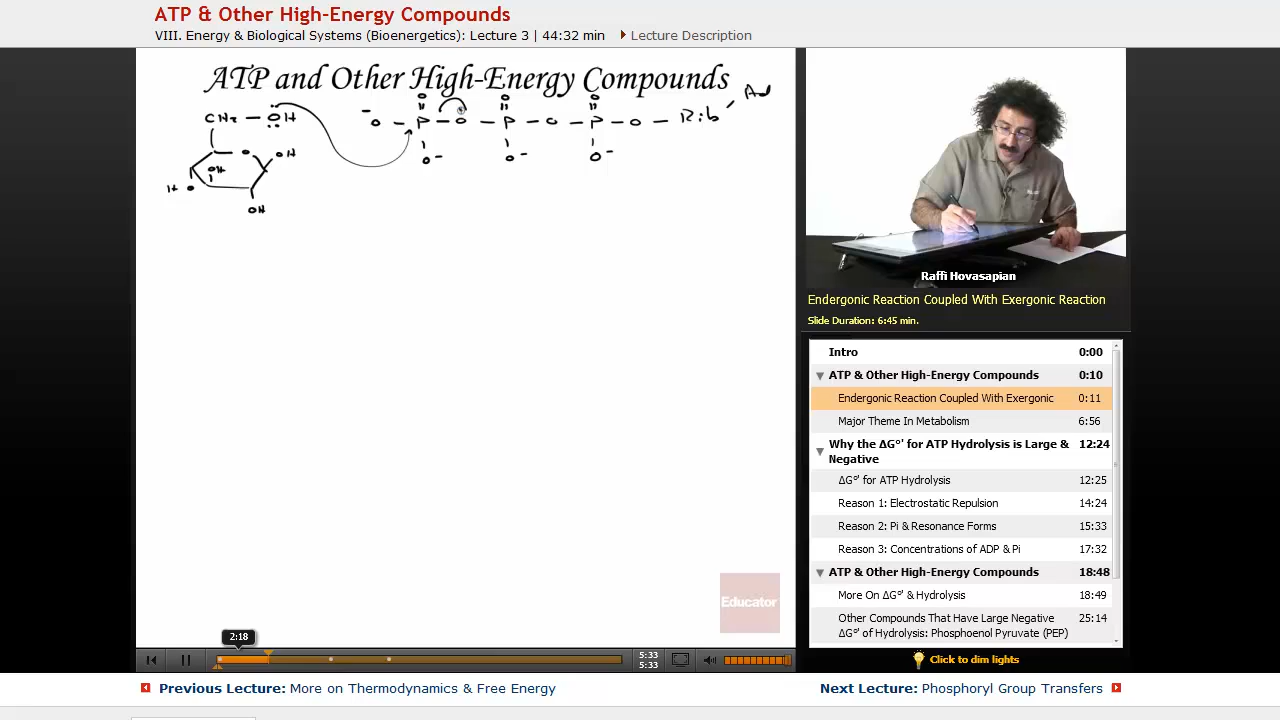 ATP & Other High-Energy Compounds
VIII. Energy & Biological Systems (Bioenergetics): Lecture 3 | 44:32 min
Lecture Description
ATP and Other High-Energy Compounds
O O O Ad
CH2 - OH - O - P - O - P - O - P - O - Rib
O- O- O-
O OH
OH
H O
OH
Raffi Hovasapian
Endergonic Reaction Coupled With Exergonic Reaction
Slide Duration: 6:45 min.
Intro 0:00
ATP & Other High-Energy Compounds 0:10
Endergonic Reaction Coupled With Exergonic 0:11
Major Theme In Metabolism 6:56
Why the ΔG°' for ATP Hydrolysis is Large & 12:24
Negative
ΔG°' for ATP Hydrolysis 12:25
Reason 1: Electrostatic Repulsion 14:24
Reason 2: Pi & Resonance Forms 15:33
Reason 3: Concentrations of ADP & Pi 17:32
ATP & Other High-Energy Compounds 18:48
More On ΔG°' & Hydrolysis 18:49
Other Compounds That Have Large Negative 25:14
ΔG°' of Hydrolysis: Phosphoenol Pyruvate (PEP)
Educator
2:18
5:33
5:33
Click to dim lights
Previous Lecture: More on Thermodynamics & Free Energy
Next Lecture: Phosphoryl Group Transfers